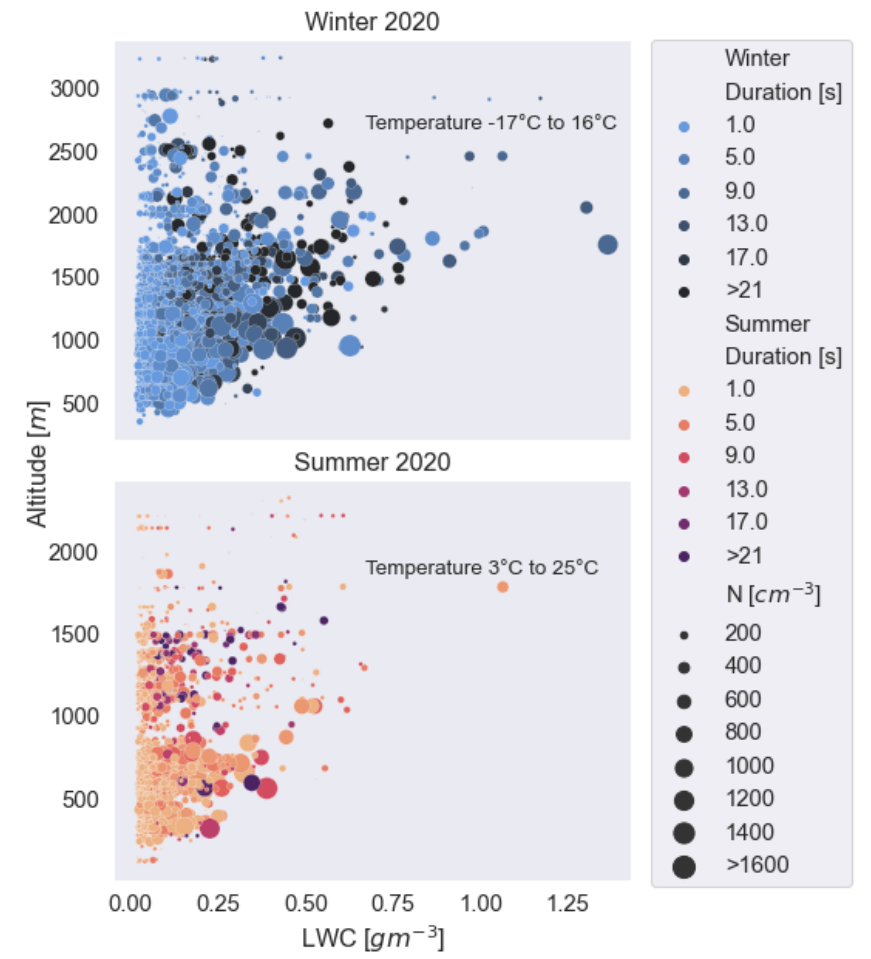 Winter 2020
3000
2500
2000
1500
1000
500
Temperature -17°C to 16°C
Altitude [m]
Summer 2020
2000
1500
1000
500
Temperature 3°C to 25°C
0.00 0.25 0.50 0.75 1.00 1.25
LWC [gm⁻³]
Winter
Duration [s]
1.0
5.0
9.0
13.0
17.0
>21
Summer
Duration [s]
1.0
5.0
9.0
13.0
17.0
>21
N [cm⁻³]
200
400
600
800
1000
1200
1400
>1600